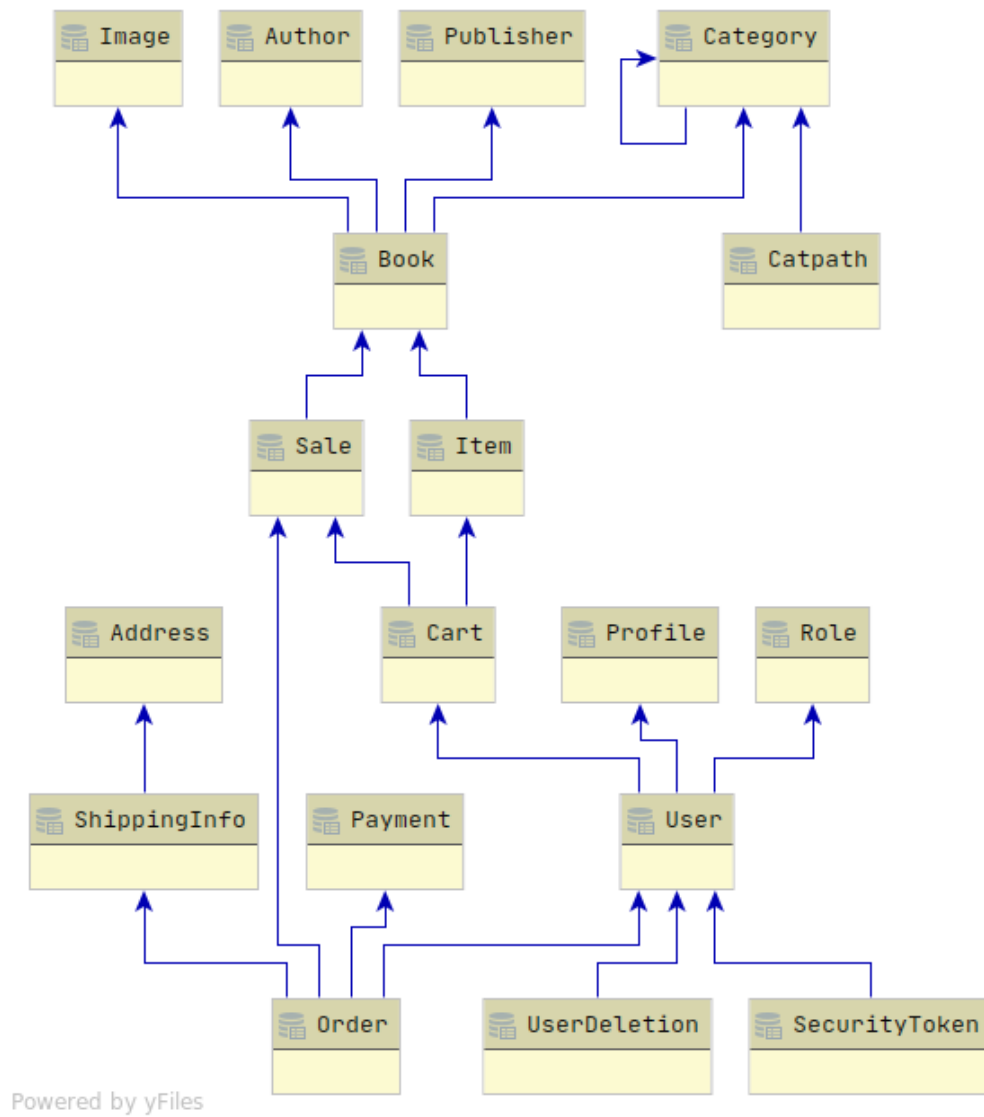 Image
Author
Publisher
Category
Book
Catpath
Sale
Item
Address
Cart
Profile
Role
ShippingInfo
Payment
User
Order
UserDeletion
SecurityToken
Powered by yFiles